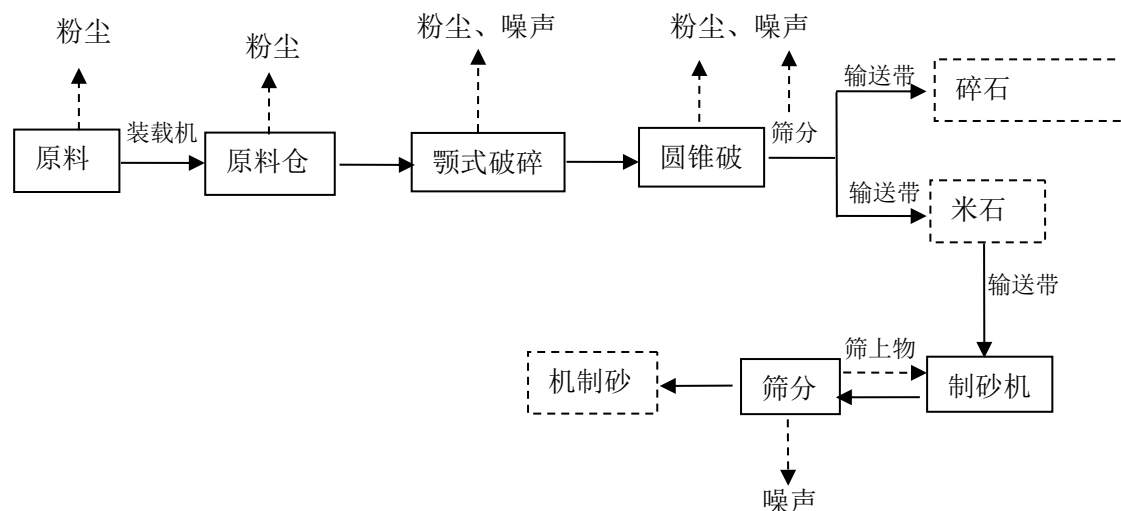 粉尘
粉尘
粉尘、噪声
粉尘、噪声
原料
装载机
原料仓
颚式破碎
圆锥破
筛分
输送带
碎石
输送带
米石
输送带
机制砂
筛分
筛上物
制砂机
噪声